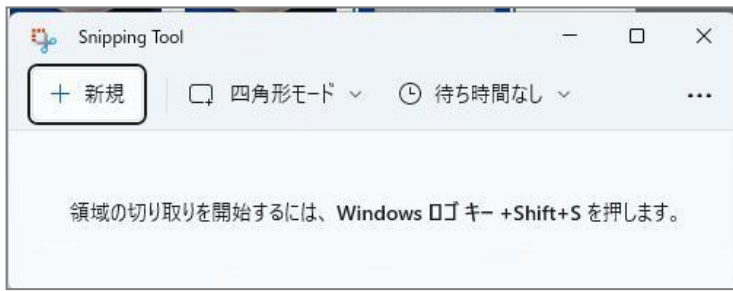 Snipping Tool
新規 四角形モード 待ち時間なし
領域の切り取りを開始するには、Windows ロゴ キー +Shift+S を押します。